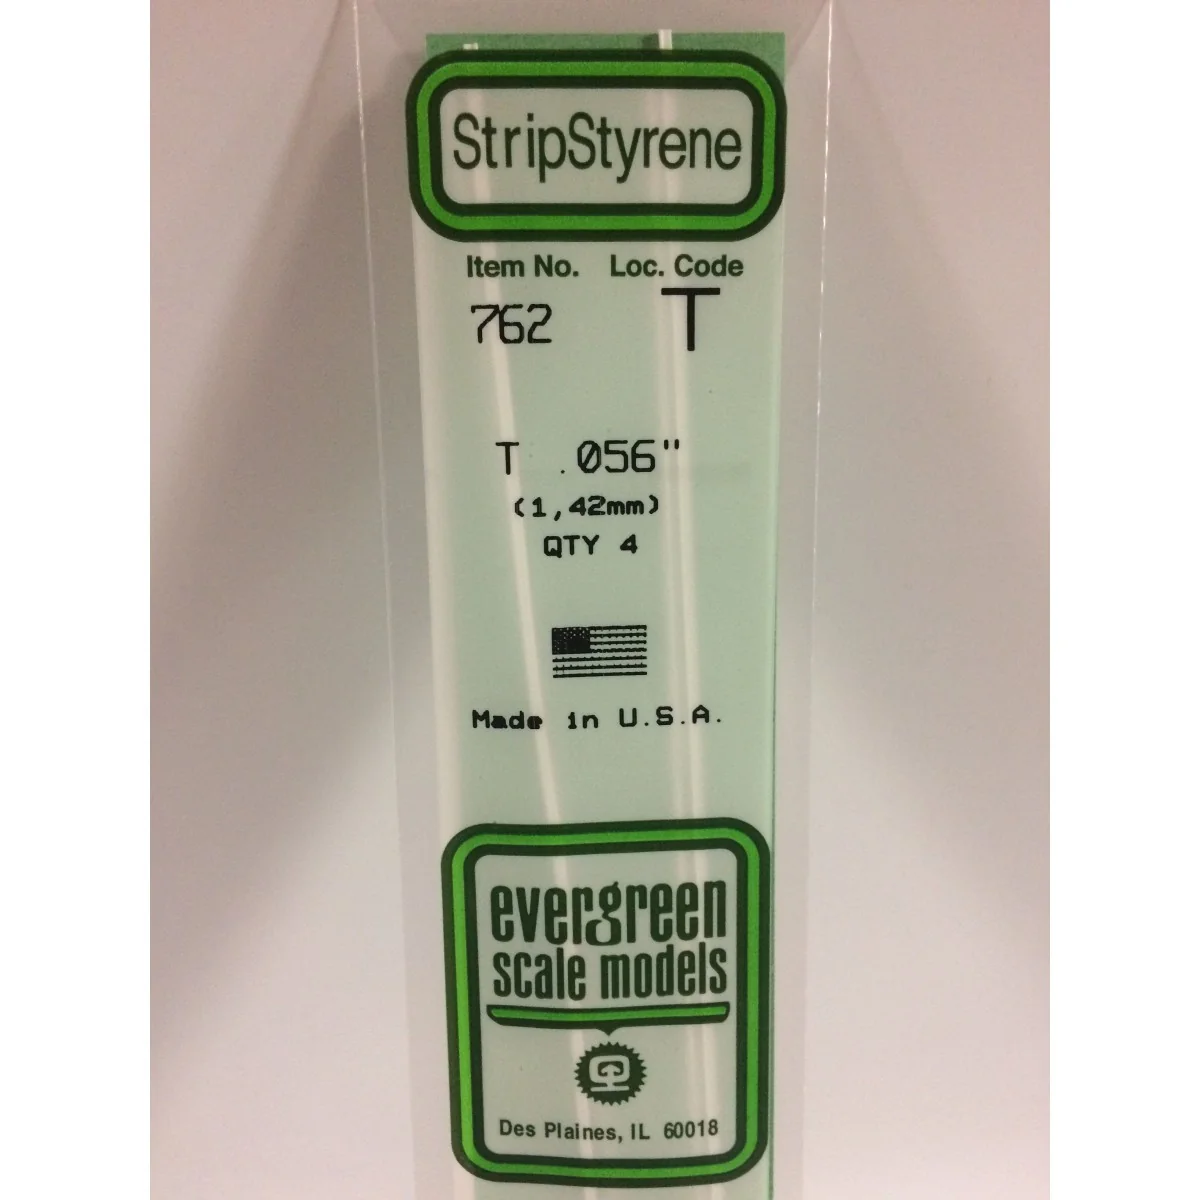 StripStyrene
Item No. Loc. Code
762 T
T .056"
(1,42mm)
QTY 4
Made in U.S.A.
evergreen
scale models
Des Plaines, IL 60018